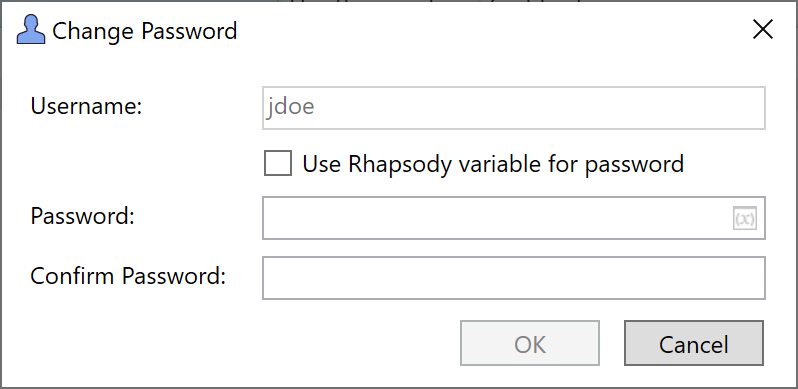 Change Password
Username:
jdoe
Use Rhapsody variable for password
Password:
(x)
Confirm Password:
OK
Cancel